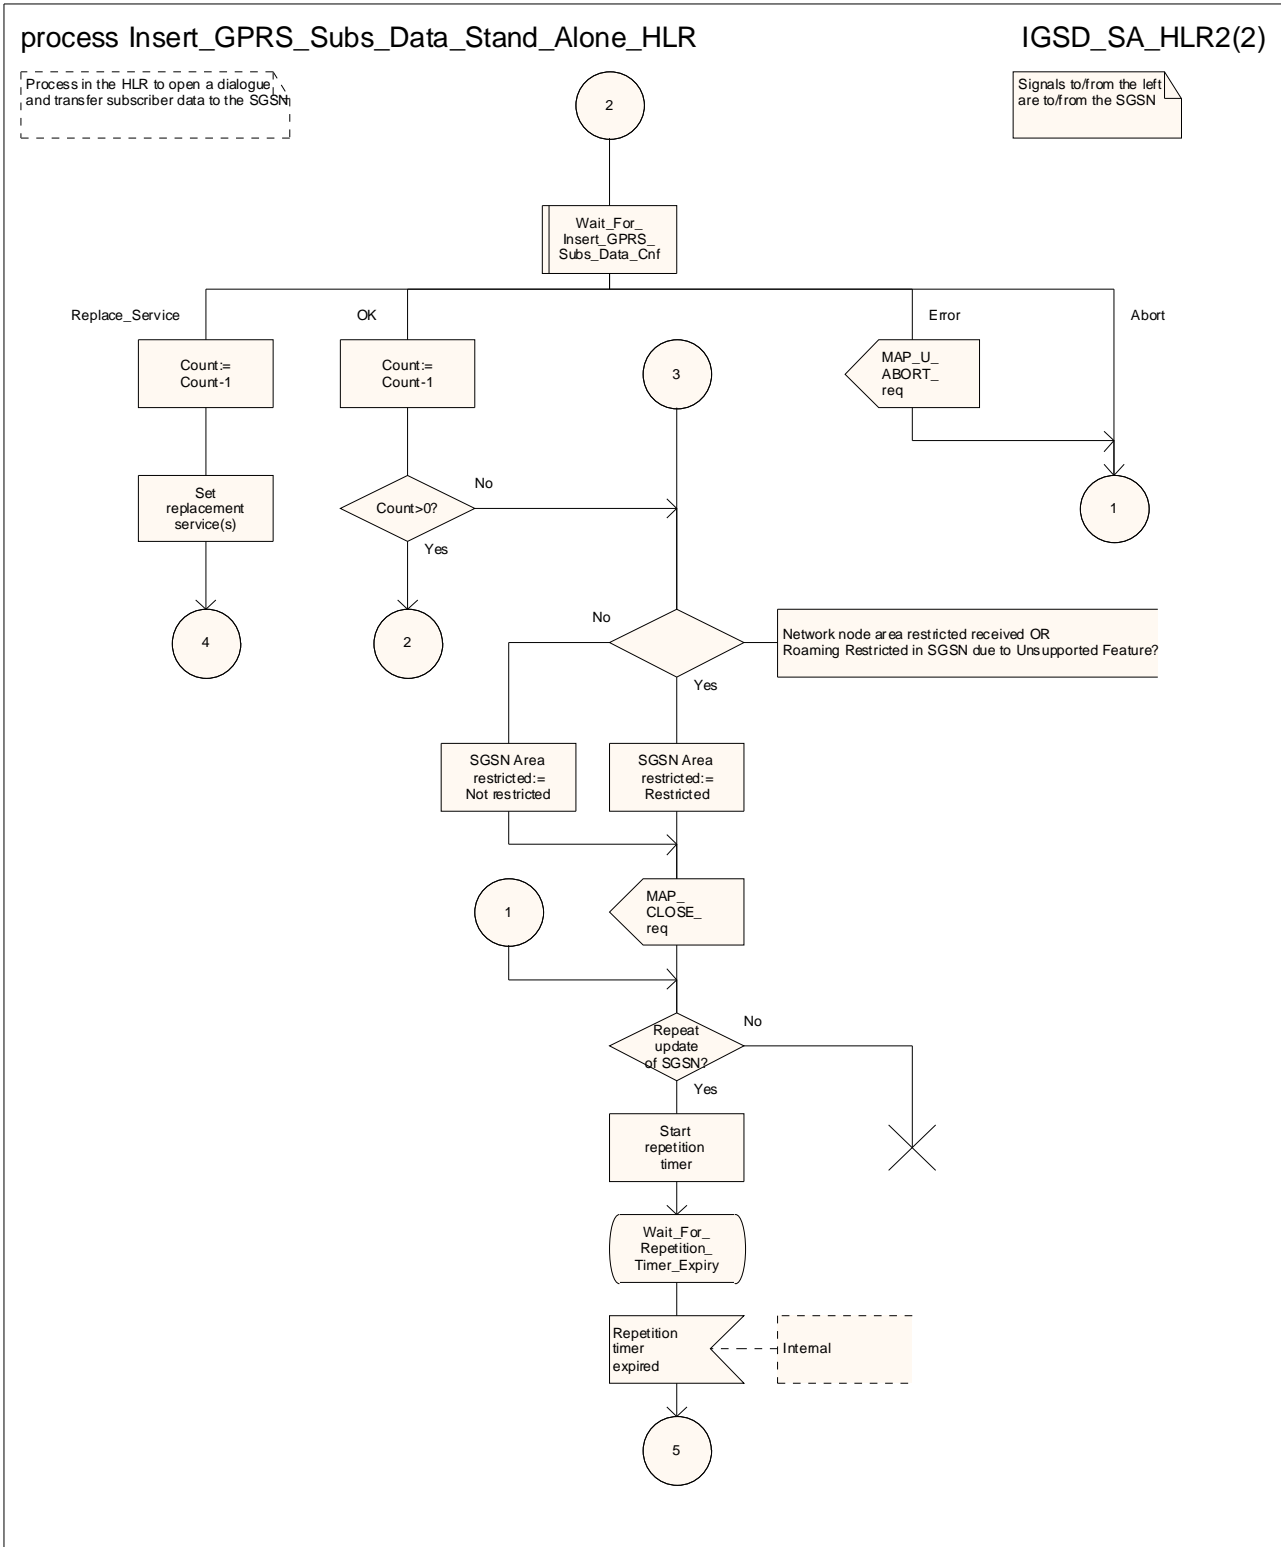 process Insert_GPRS_Subs_Data_Stand_Alone_HLR
IGSD_SA_HLR2(2)
Process in the HLR to open a dialogue
and transfer subscriber data to the SGSN
2
Signals to/from the left
are to/from the SGSN
Wait_For_
Insert_GPRS_
Subs_Data_Cnf
Replace_Service
OK
Error
Abort
Count:=
Count-1
Count:=
Count-1
3
MAP_U_
ABORT_
req
Set
replacement
service(s)
Count>0?
No
Yes
1
4
2
No
Yes
Network node area restricted received OR
Roaming Restricted in SGSN due to Unsupported Feature?
SGSN Area
restricted:=
Not restricted
SGSN Area
restricted:=
Restricted
1
MAP_
CLOSE_
req
Repeat
update
of SGSN?
No
Yes
Start
repetition
timer
Wait_For_
Repetition_
Timer_Expiry
Repetition
timer
expired
Internal
5